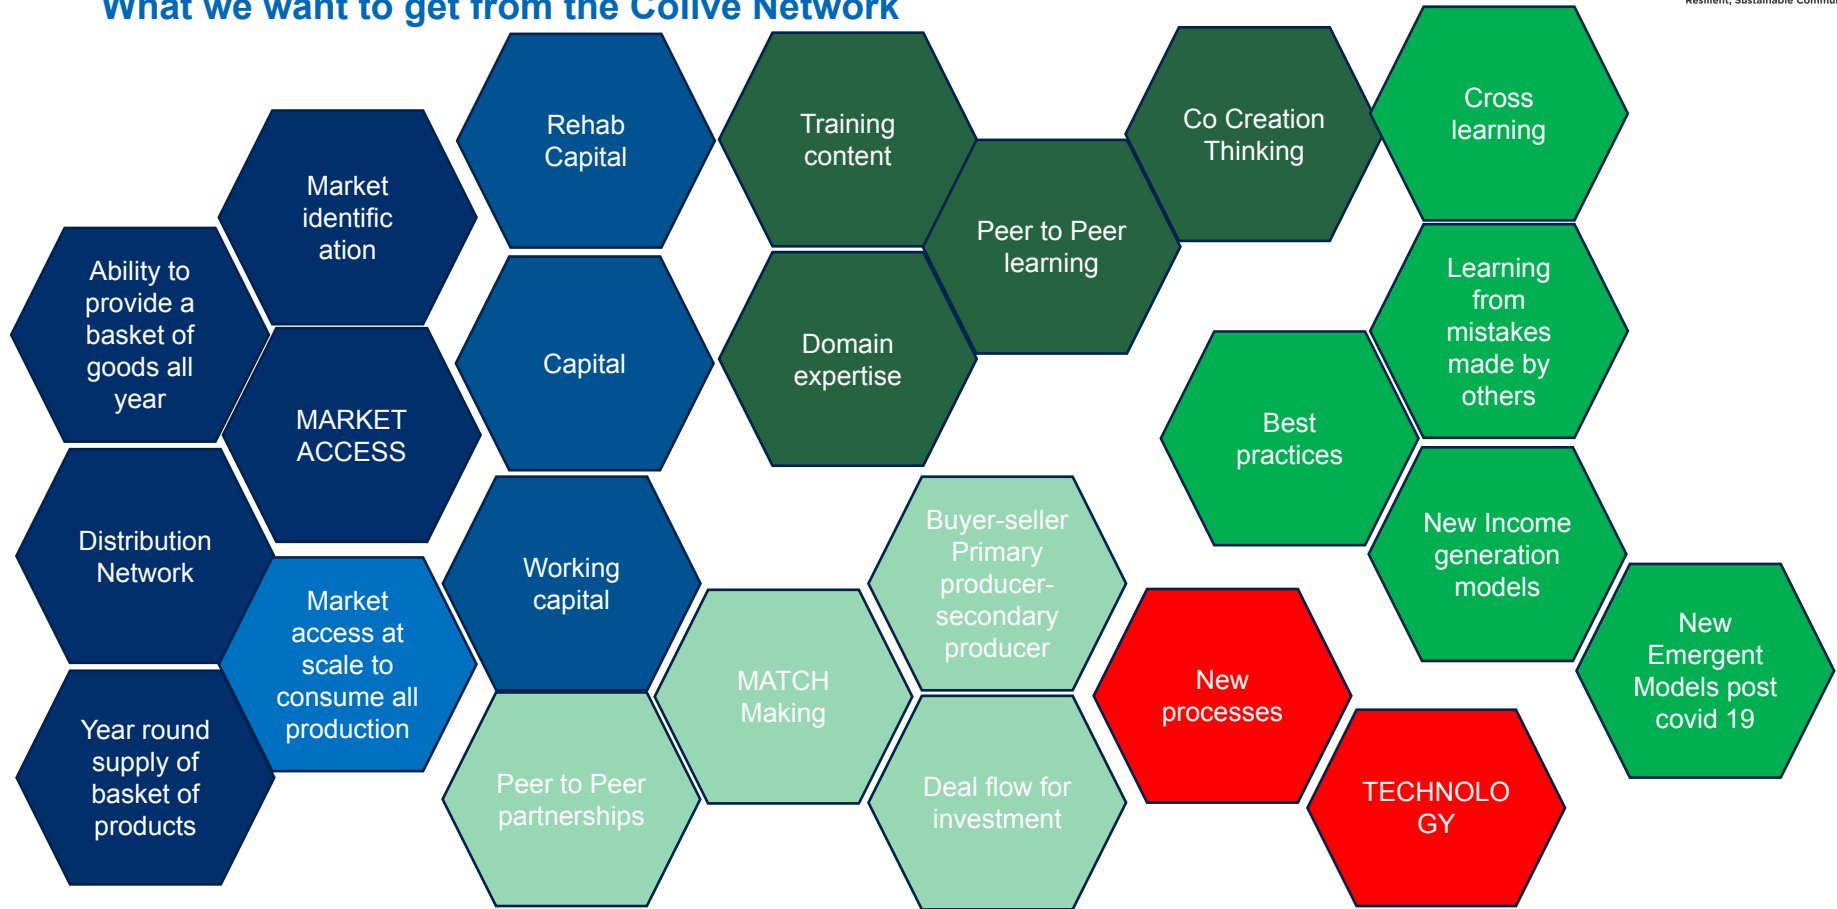 What we want to get from the Colive Network
Resilient, Sustainable Commu
Rehab
Capital
Training
content
Co Creation
Thinking
Cross
learning
Market
identific
ation
Peer to Peer
learning
Ability to
provide a
basket of
goods all
year
Learning
from
mistakes
made by
others
Capital
Domain
expertise
MARKET
ACCESS
Best
practices
Distribution
Network
Working
capital
Buyer-seller
Primary
producer-
secondary
producer
New Income
generation
models
Market
access at
scale to
consume all
production
MATCH
Making
New
processes
New
Emergent
Models post
covid 19
Year round
supply of
basket of
products
Peer to Peer
partnerships
Deal flow for
investment
TECHNOLO
GY